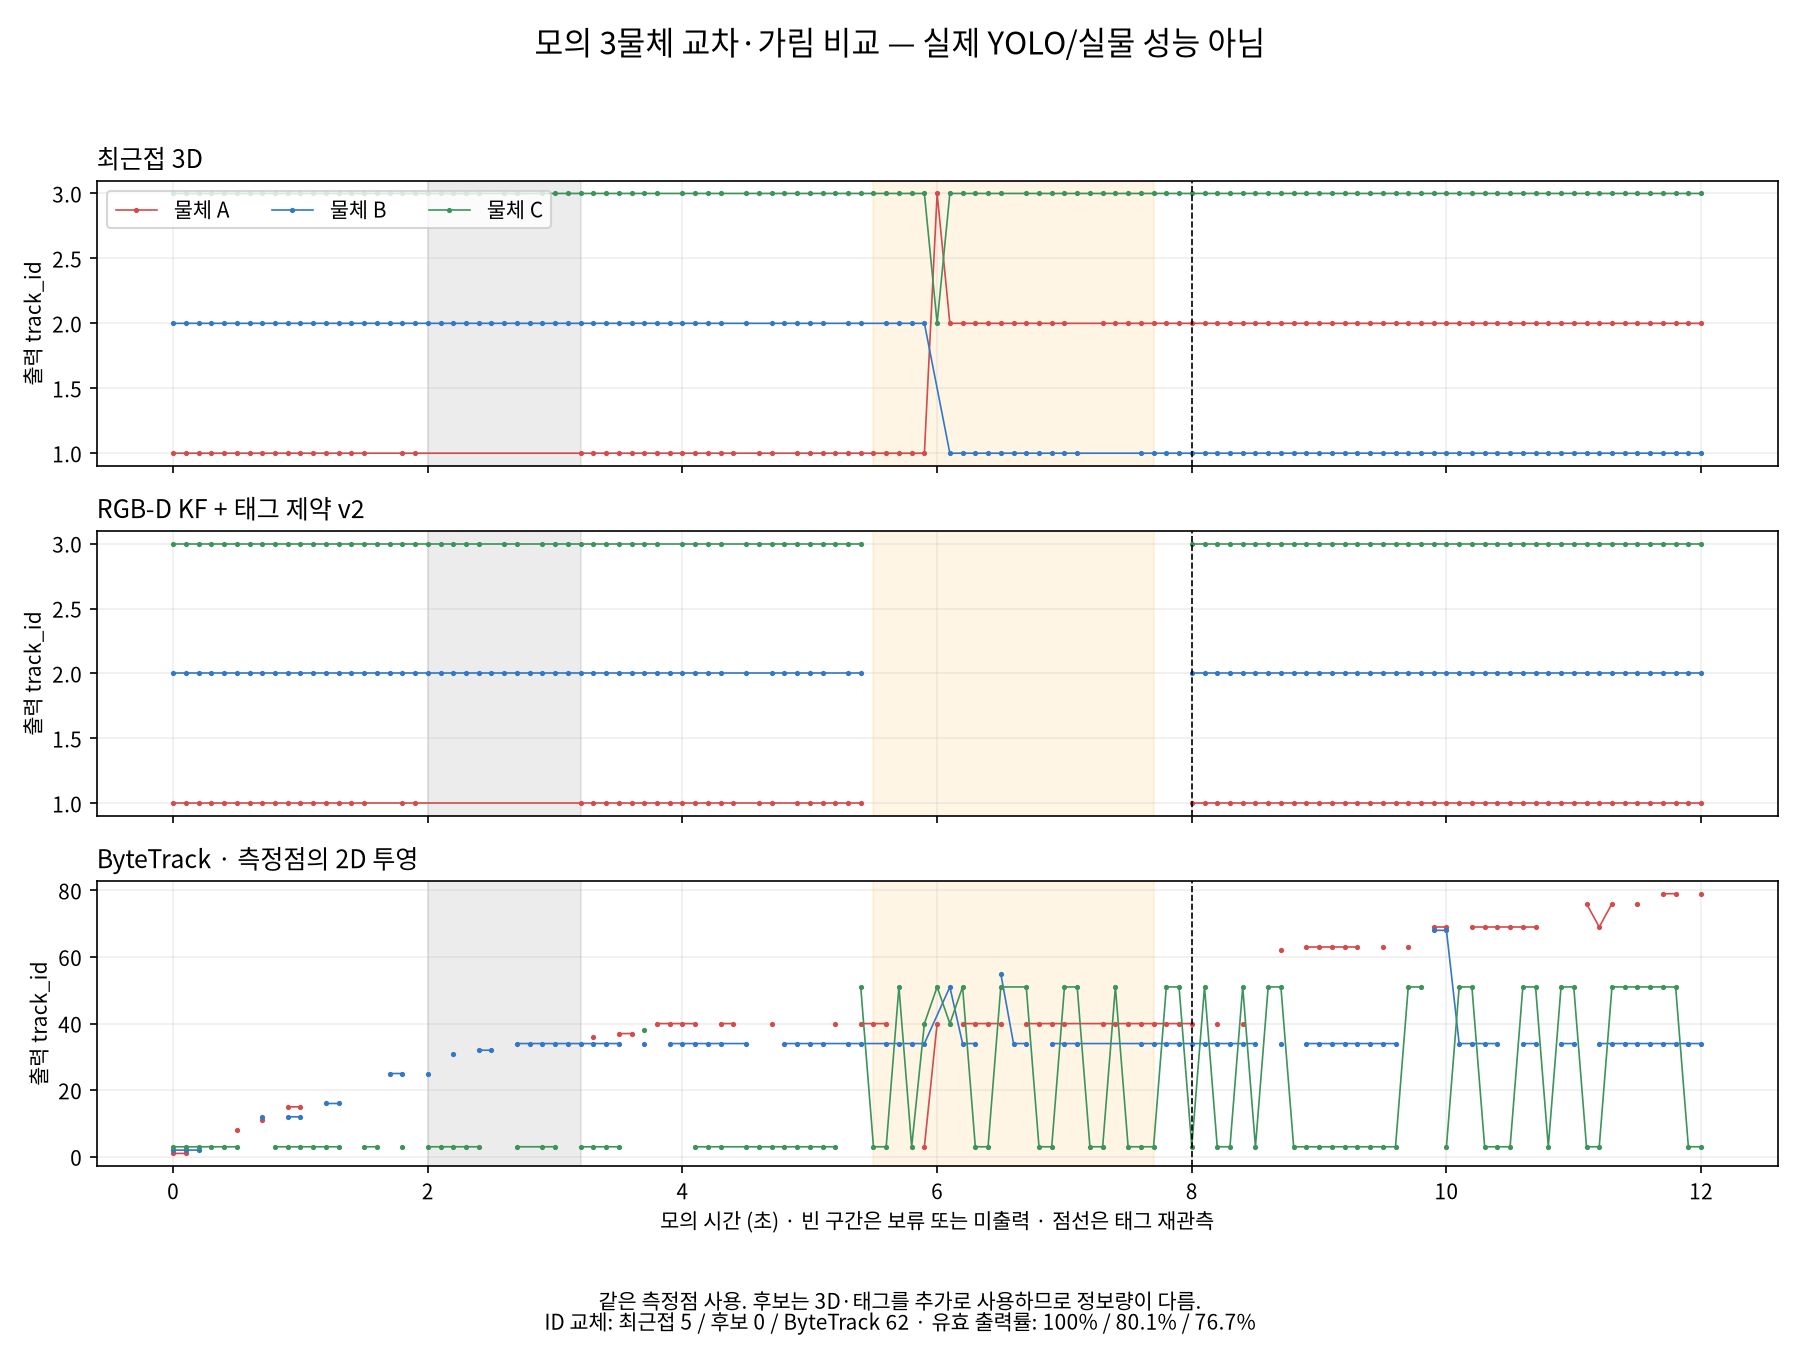 모의 3물체 교차·가림 비교 — 실제 YOLO/실물 성능 아님
최근접 3D
3.0
2.5
2.0
1.5
1.0
출력 track_id
물체 A
물체 B
물체 C
RGB-D KF + 태그 제약 v2
3.0
2.5
2.0
1.5
1.0
출력 track_id
ByteTrack · 측정점의 2D 투영
80
60
40
20
0
출력 track_id
0 2 4 6 8 10 12
모의 시간 (초) · 빈 구간은 보류 또는 미출력 · 점선은 태그 재관측
같은 측정점 사용. 후보는 3D·태그를 추가로 사용하므로 정보량이 다름.
ID 교체: 최근접 5 / 후보 0 / ByteTrack 62 · 유효 출력률: 100% / 80.1% / 76.7%